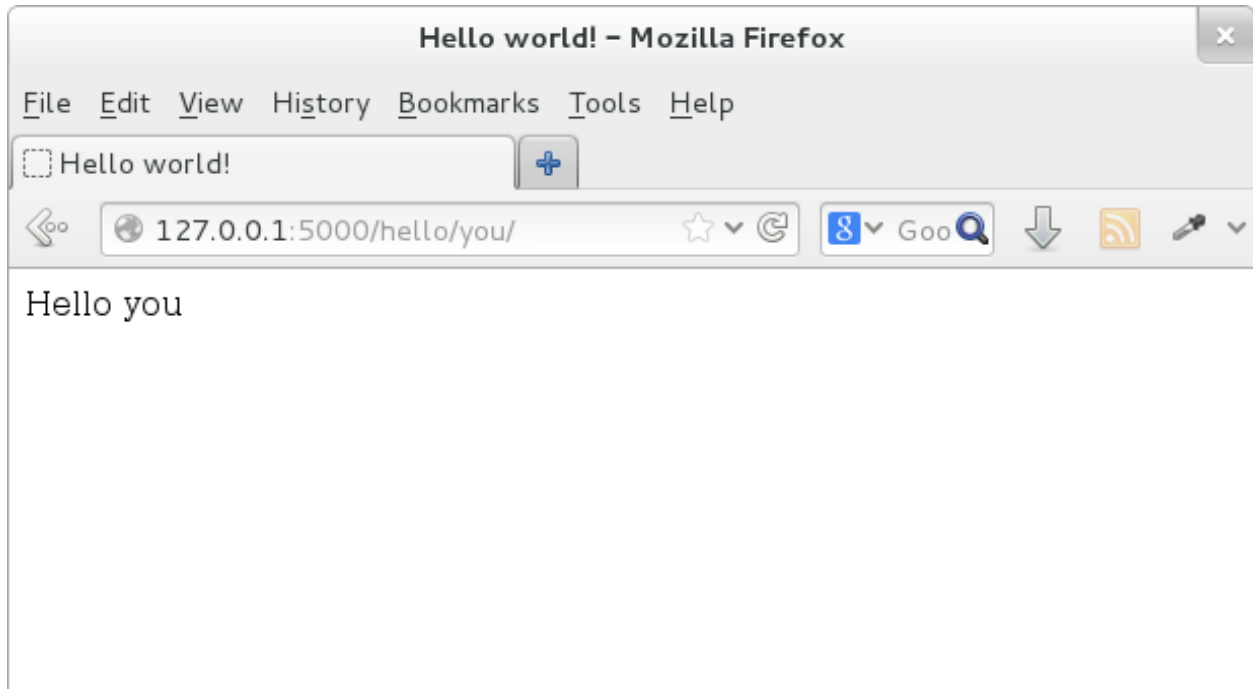 Hello world! – Mozilla Firefox
File Edit View History Bookmarks Tools Help
Hello world!
127.0.0.1:5000/hello/you/ 8 Goo
Hello you